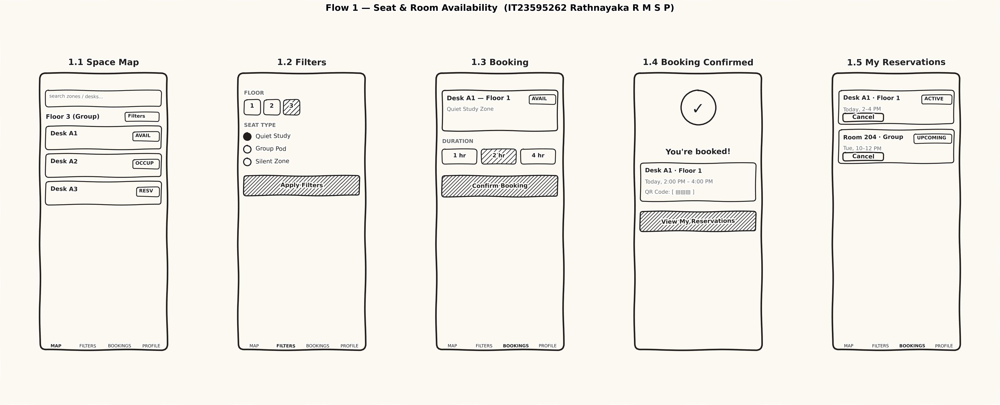 Flow 1 — Seat & Room Availability (IT23595262 Rathnayaka R M S P)
1.1 Space Map
search zones / desks...
Floor 3 (Group)
Filters
Desk A1
AVAIL
Desk A2
OCCUP
Desk A3
RESV
MAP FILTERS BOOKINGS PROFILE
1.2 Filters
FLOOR
1 2 3
SEAT TYPE
Quiet Study
Group Pod
Silent Zone
Apply Filters
MAP FILTERS BOOKINGS PROFILE
1.3 Booking
Desk A1 — Floor 1
AVAIL
Quiet Study Zone
DURATION
1 hr 2 hr 4 hr
Confirm Booking
MAP FILTERS BOOKINGS PROFILE
1.4 Booking Confirmed
✓
You're booked!
Desk A1 · Floor 1
Today, 2:00 PM – 4:00 PM
QR Code: [ ▤▤▤ ]
View My Reservations
1.5 My Reservations
Desk A1 · Floor 1
ACTIVE
Today, 2–4 PM
Cancel
Room 204 · Group
UPCOMING
Tue, 10–12 PM
Cancel
MAP FILTERS BOOKINGS PROFILE